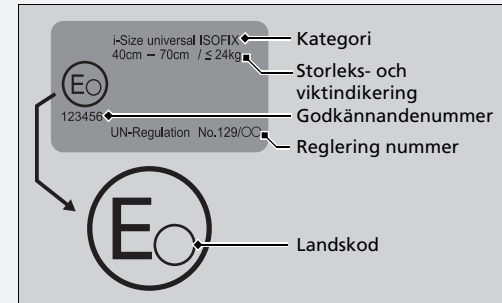 i-Size universal ISOFIX
40cm – 70cm / ≤ 24kg
E
123456
UN-Regulation No.129/○○
E
Kategori
Storleks- och
viktindikering
Godkännandenummer
Reglering nummer
Landskod